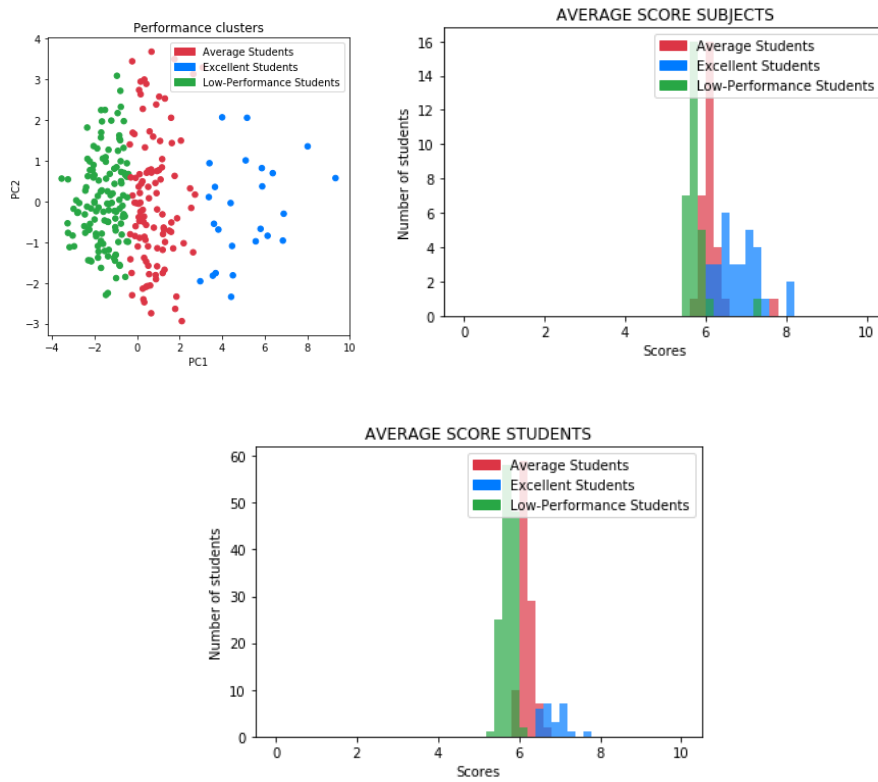 Performance clusters
Average Students
Excellent Students
Low-Performance Students
4
3
2
1
0
−1
−2
−3
PC2
−4
−2
0
2
4
6
8
10
PC1
AVERAGE SCORE SUBJECTS
Average Students
Excellent Students
Low-Performance Students
16
14
12
10
8
6
4
2
0
Number of students
0
2
4
6
8
10
Scores
AVERAGE SCORE STUDENTS
Average Students
Excellent Students
Low-Performance Students
60
50
40
30
20
10
0
Number of students
0
2
4
6
8
10
Scores